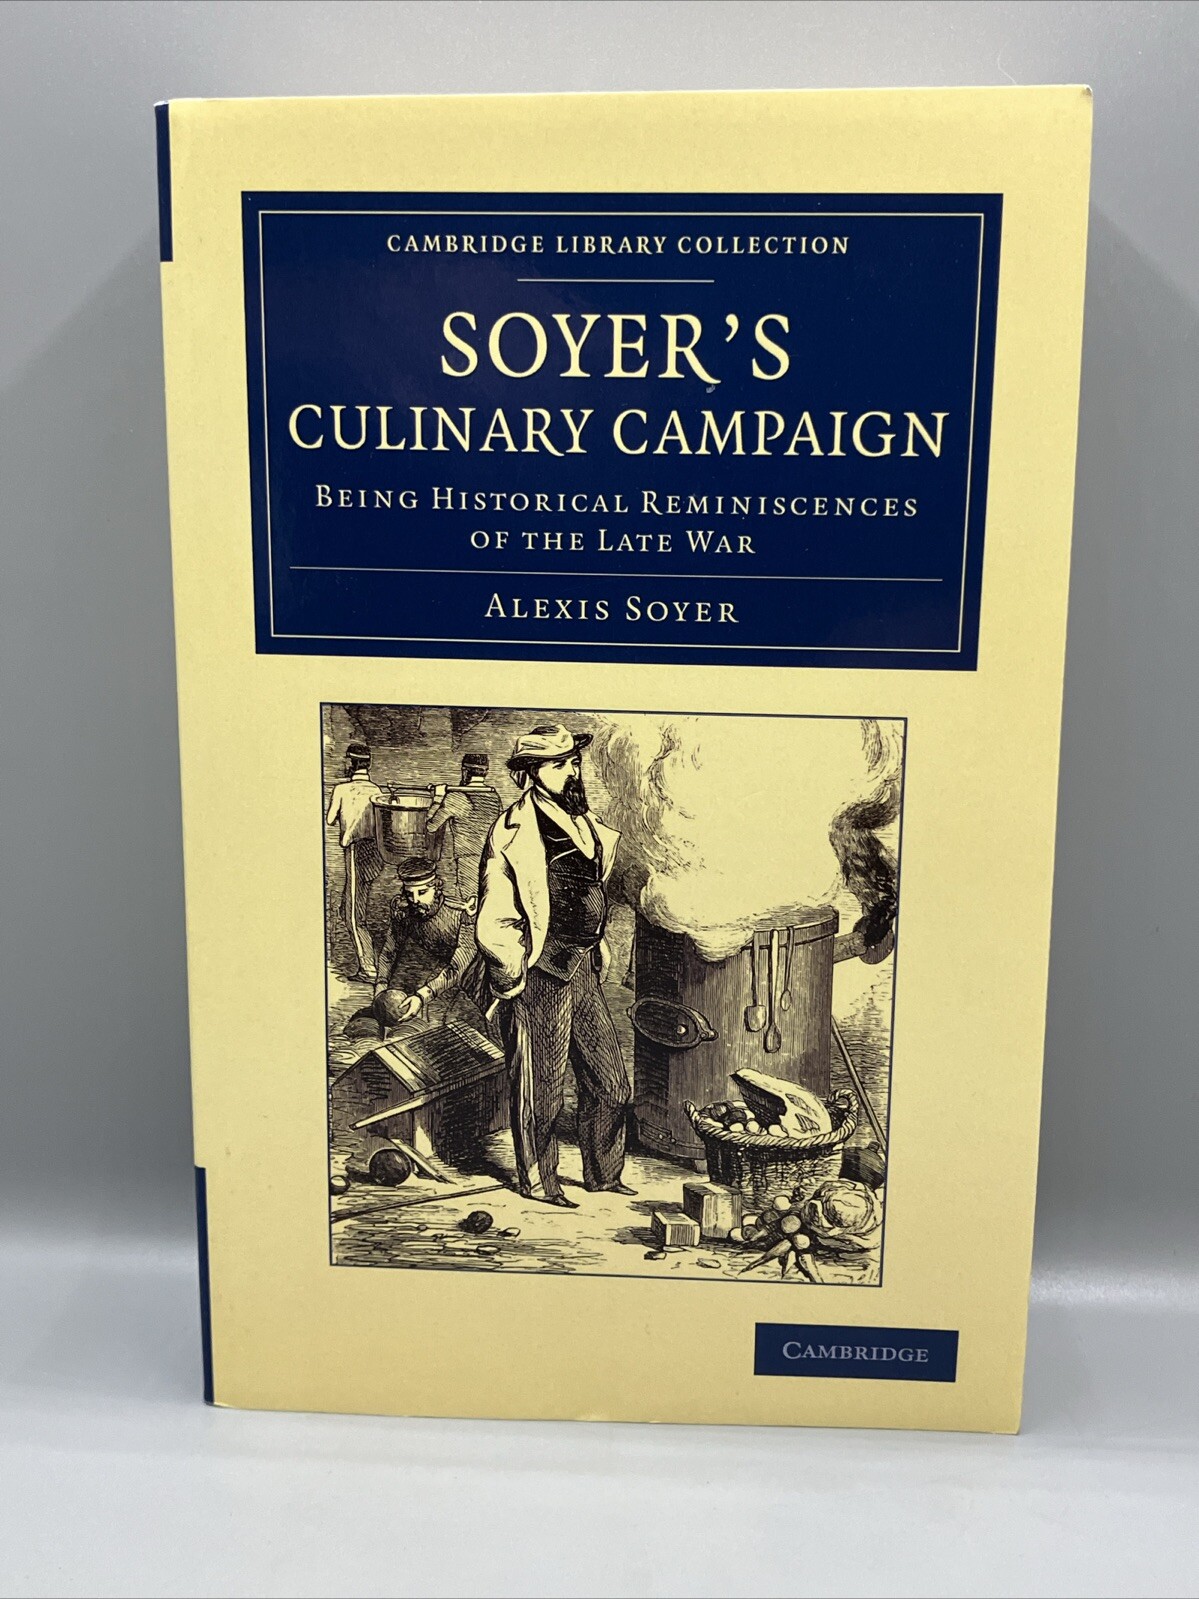 CAMBRIDGE LIBRARY COLLECTION
SOYER'S
CULINARY CAMPAIGN
BEING HISTORICAL REMINISCENCES
OF THE LATE WAR
ALEXIS SOYER
CAMBRIDGE